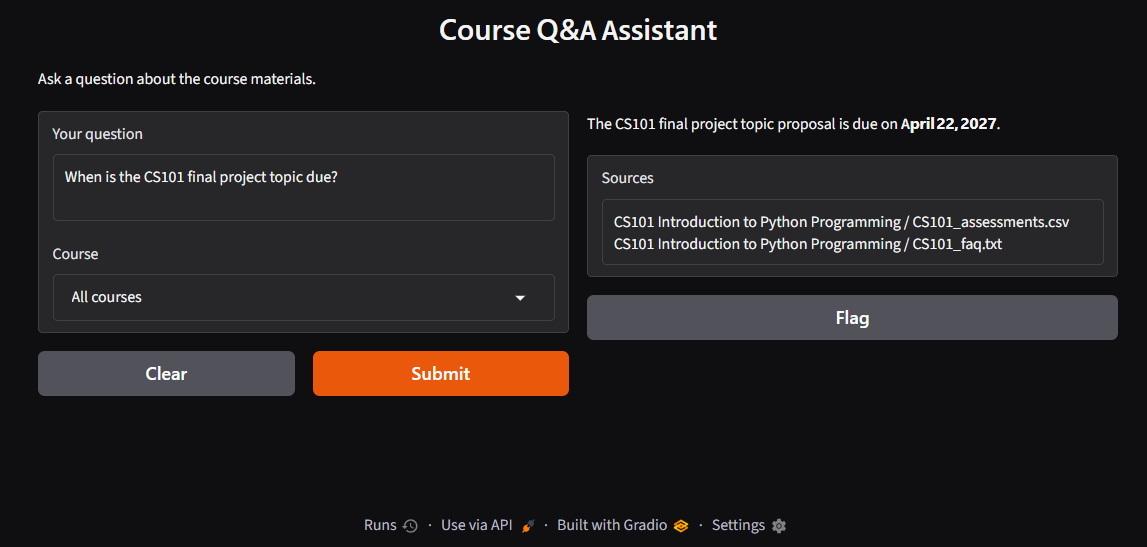 Course Q&A Assistant
Ask a question about the course materials.
Your question
When is the CS101 final project topic due?
Course
All courses
Clear
Submit
The CS101 final project topic proposal is due on April 22, 2027.
Sources
CS101 Introduction to Python Programming / CS101_assessments.csv
CS101 Introduction to Python Programming / CS101_faq.txt
Flag
Runs · Use via API · Built with Gradio · Settings